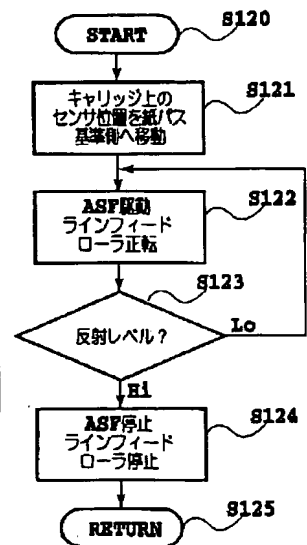 START
S120
キャリッジ上の
センサ位置を紙パス
基準側へ移動
S121
ASF駆動
ラインフィード
ローラ正転
S122
S123
反射レベル?
Lo
Hi
ASF停止
ラインフィード
ローラ停止
S124
RETURN
S125